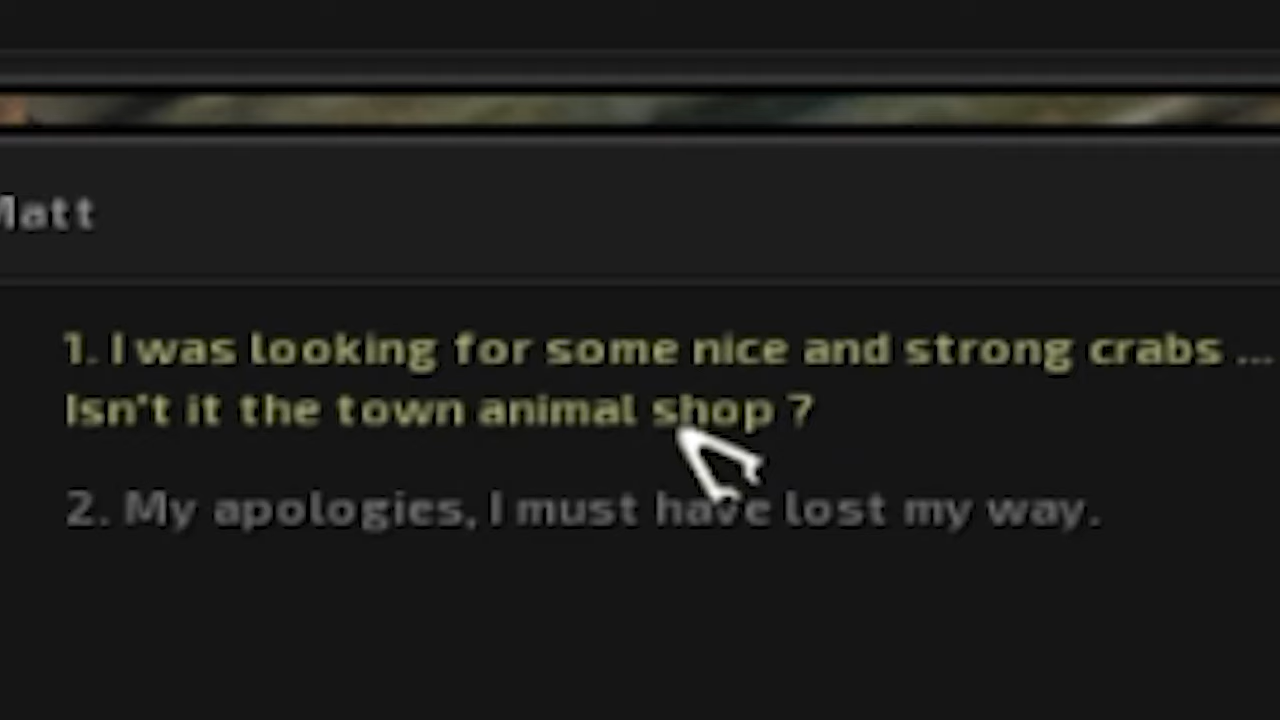 Matt
1. I was looking for some nice and strong crabs ...
Isn't it the town animal shop ?
2. My apologies, I must have lost my way.